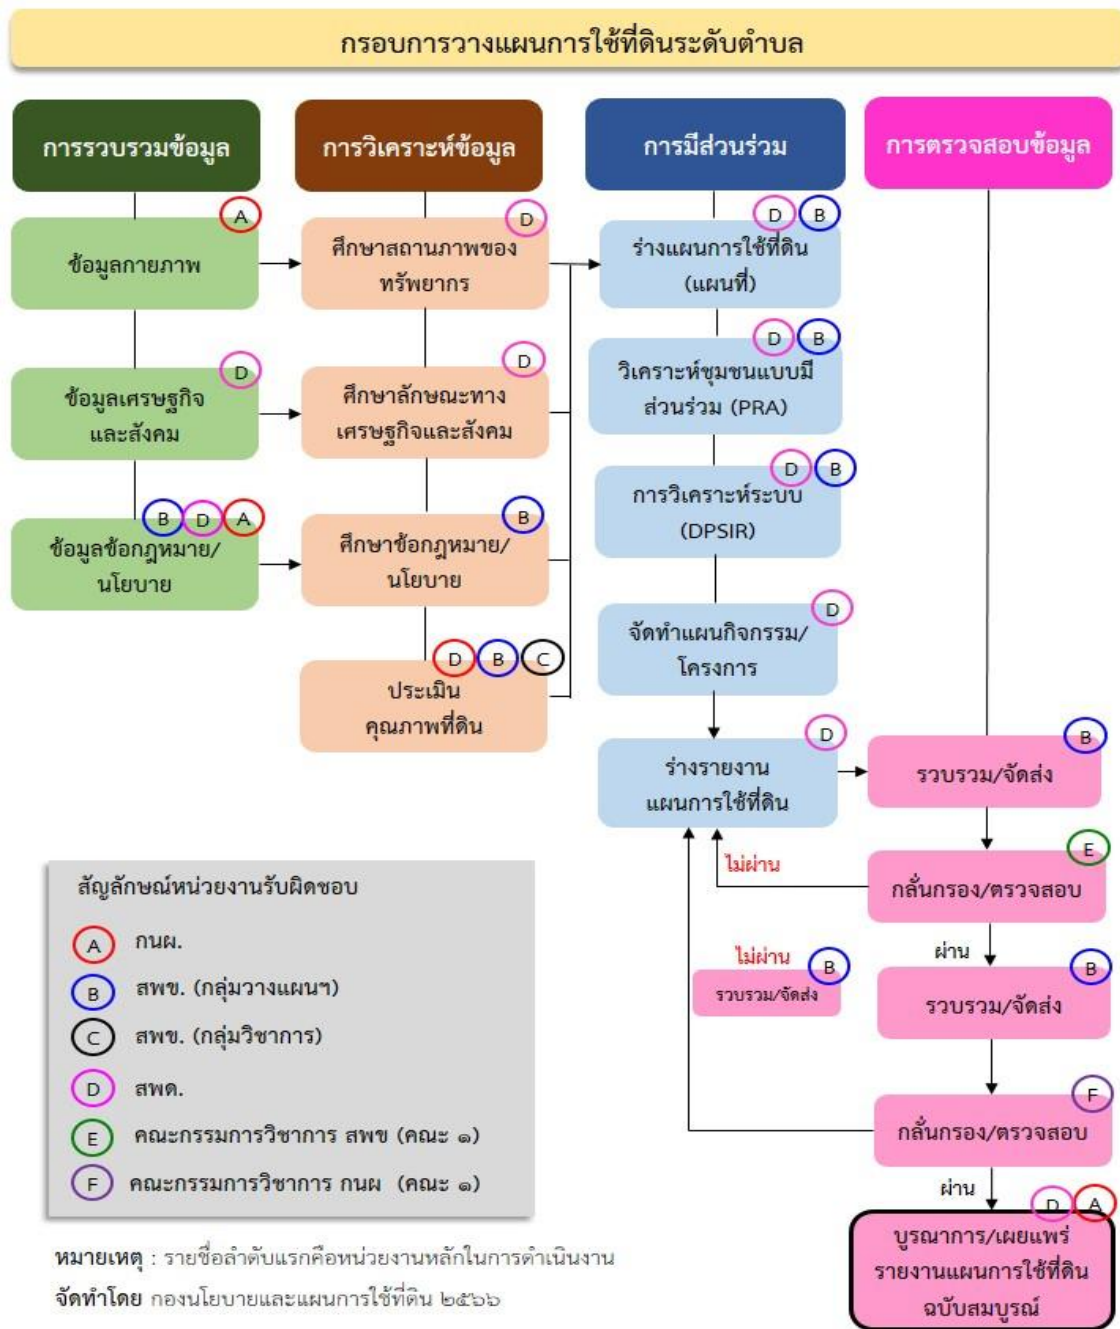 กรอบการวางแผนการใช้ที่ดินระดับตำบล
การรวบรวมข้อมูล
A
ข้อมูลกายภาพ
D
ข้อมูลเศรษฐกิจ
และสังคม
B D A
ข้อมูลข้อกฎหมาย/
นโยบาย
การวิเคราะห์ข้อมูล
D
ศึกษาสถานภาพของ
ทรัพยากร
D
ศึกษาลักษณะทาง
เศรษฐกิจและสังคม
B
ศึกษาข้อกฎหมาย/
นโยบาย
D B C
ประเมิน
คุณภาพที่ดิน
การมีส่วนร่วม
D B
ร่างแผนการใช้ที่ดิน
(แผนที่)
D B
วิเคราะห์ชุมชนแบบมี
ส่วนร่วม (PRA)
D B
การวิเคราะห์ระบบ
(DPSIR)
D
จัดทำแผนกิจกรรม/
โครงการ
D
ร่างรายงาน
แผนการใช้ที่ดิน
การตรวจสอบข้อมูล
B
รวบรวม/จัดส่ง
E
กลั่นกรอง/ตรวจสอบ
ไม่ผ่าน
ผ่าน
B
รวบรวม/จัดส่ง
ไม่ผ่าน
B
รวบรวม/จัดส่ง
F
กลั่นกรอง/ตรวจสอบ
ผ่าน
D A
บูรณาการ/เผยแพร่
รายงานแผนการใช้ที่ดิน
ฉบับสมบูรณ์
สัญลักษณ์หน่วยงานรับผิดชอบ
A กนผ.
B สพข. (กลุ่มวางแผนฯ)
C สพข. (กลุ่มวิชาการ)
D สพด.
E คณะกรรมการวิชาการ สพข (คณะ ๑)
F คณะกรรมการวิชาการ กนผ (คณะ ๑)
หมายเหตุ : รายชื่อลำดับแรกคือหน่วยงานหลักในการดำเนินงาน
จัดทำโดย กองนโยบายและแผนการใช้ที่ดิน ๒๕๖๖